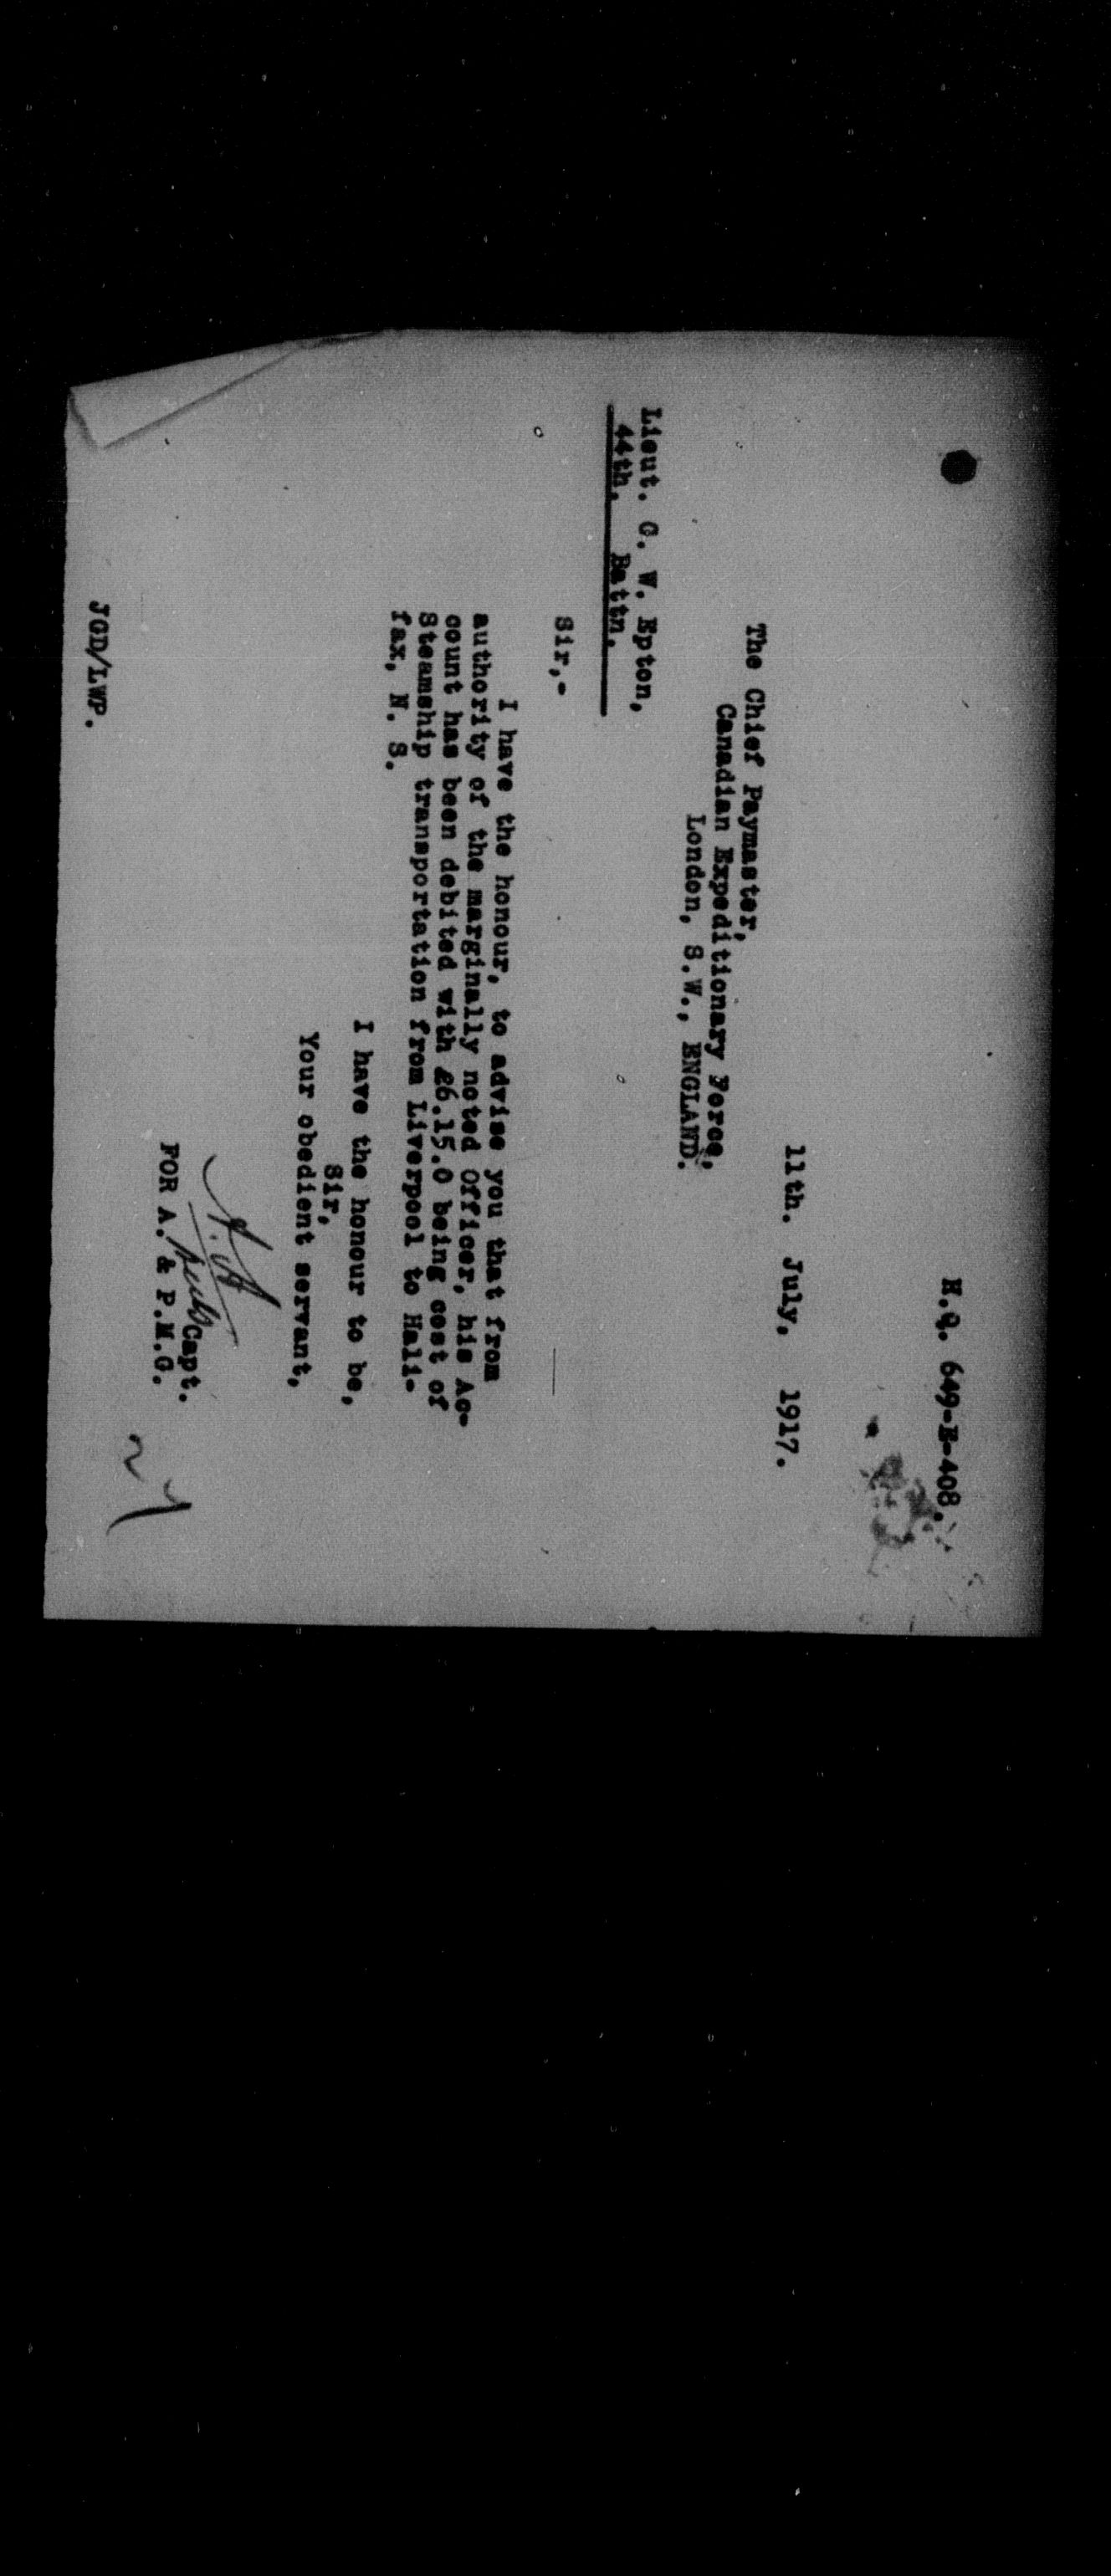 H.Q. 649-E-408.
11th. July, 1917.
The Chief Paymaster,
Canadian Expeditionary Force,
London, S.W., ENGLAND.
Lieut. G. W. Epton,
44th. Battn.
Sir,-
I have the honour, to advise you that from
authority of the marginally noted Officer, his Ac-
count has been debited with £6.15.0 being cost of
Steamship transportation from Liverpool to Hali-
fax, N. S.
I have the honour to be,
Sir,
Your obedient servant,
Capt.
FOR A. & P.M.G.
JGD/LWP.